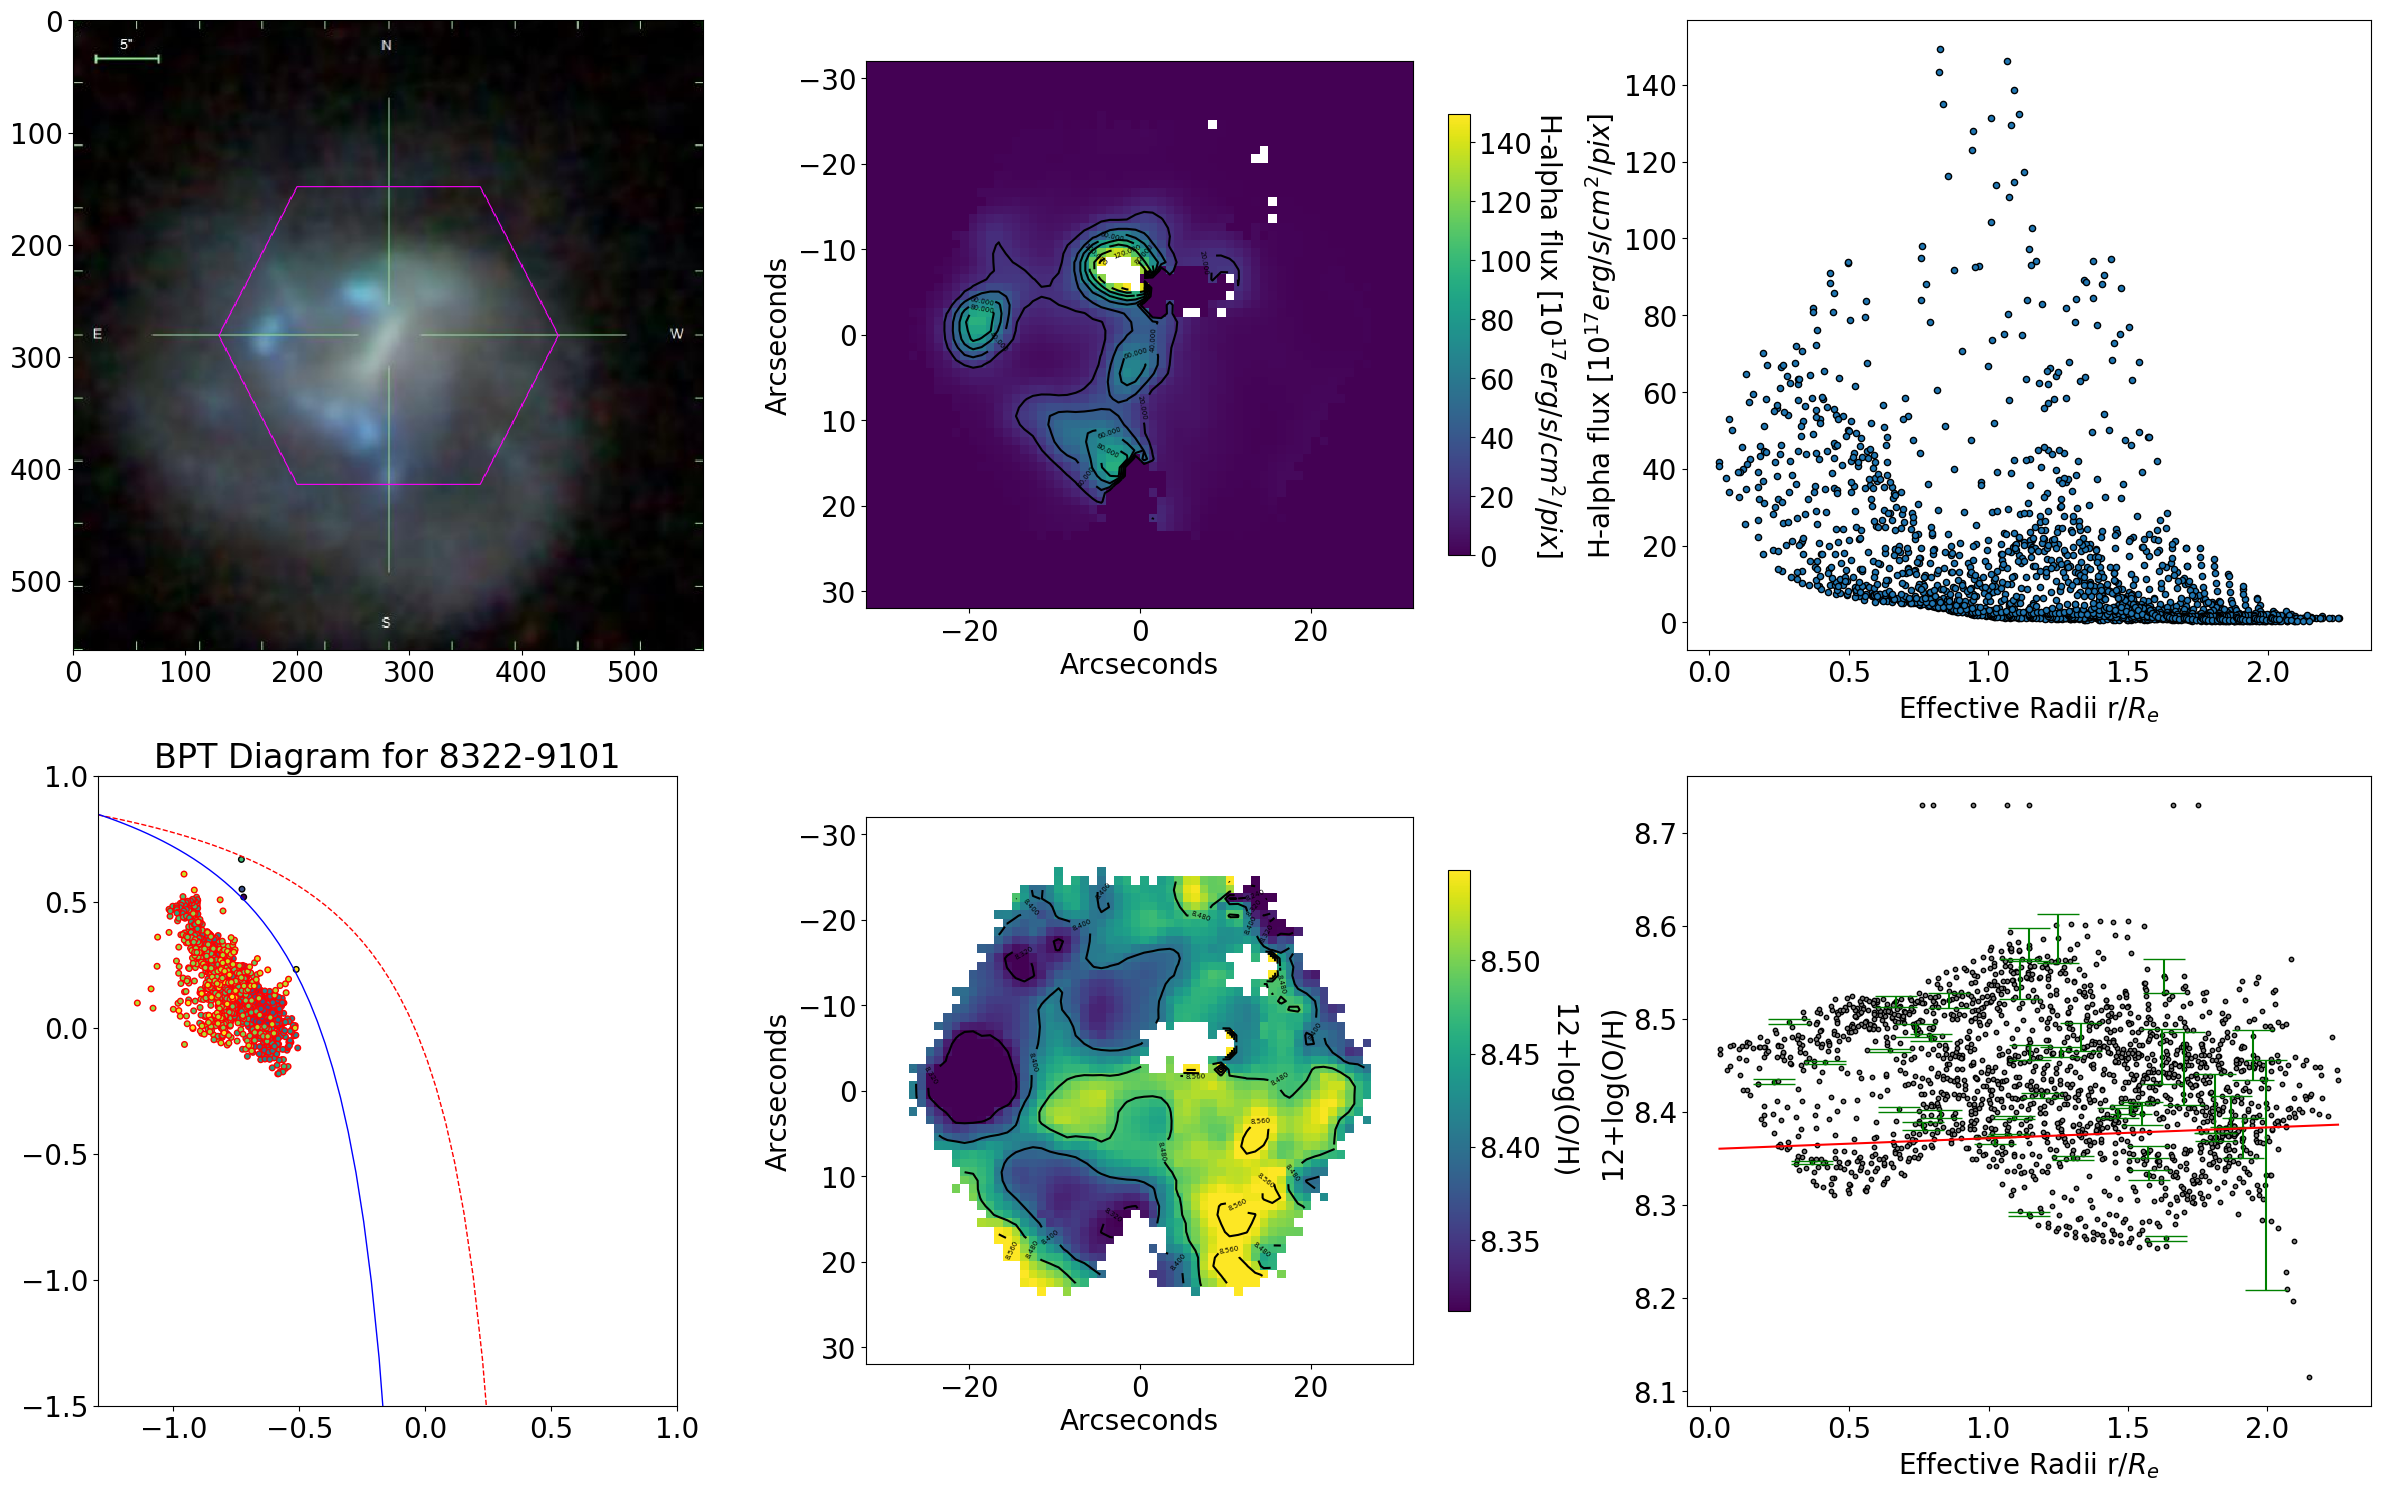 0
100
200
300
400
500
0 100 200 300 400 500
5"
N
E
W
S
−30
−20
−10
0
10
20
30
−20 0 20
Arcseconds
Arcseconds
140
120
100
80
60
40
20
0
H-alpha flux [10^17 erg/s/cm^2/pix]
H-alpha flux [10^17 erg/s/cm^2/pix]
140
120
100
80
60
40
20
0
0.0 0.5 1.0 1.5 2.0
Effective Radii r/R_e
BPT Diagram for 8322-9101
1.0
0.5
0.0
−0.5
−1.0
−1.5
−1.0 −0.5 0.0 0.5 1.0
−30
−20
−10
0
10
20
30
−20 0 20
Arcseconds
Arcseconds
8.50
8.45
8.40
8.35
12+log(O/H)
12+log(O/H)
8.7
8.6
8.5
8.4
8.3
8.2
8.1
0.0 0.5 1.0 1.5 2.0
Effective Radii r/R_e